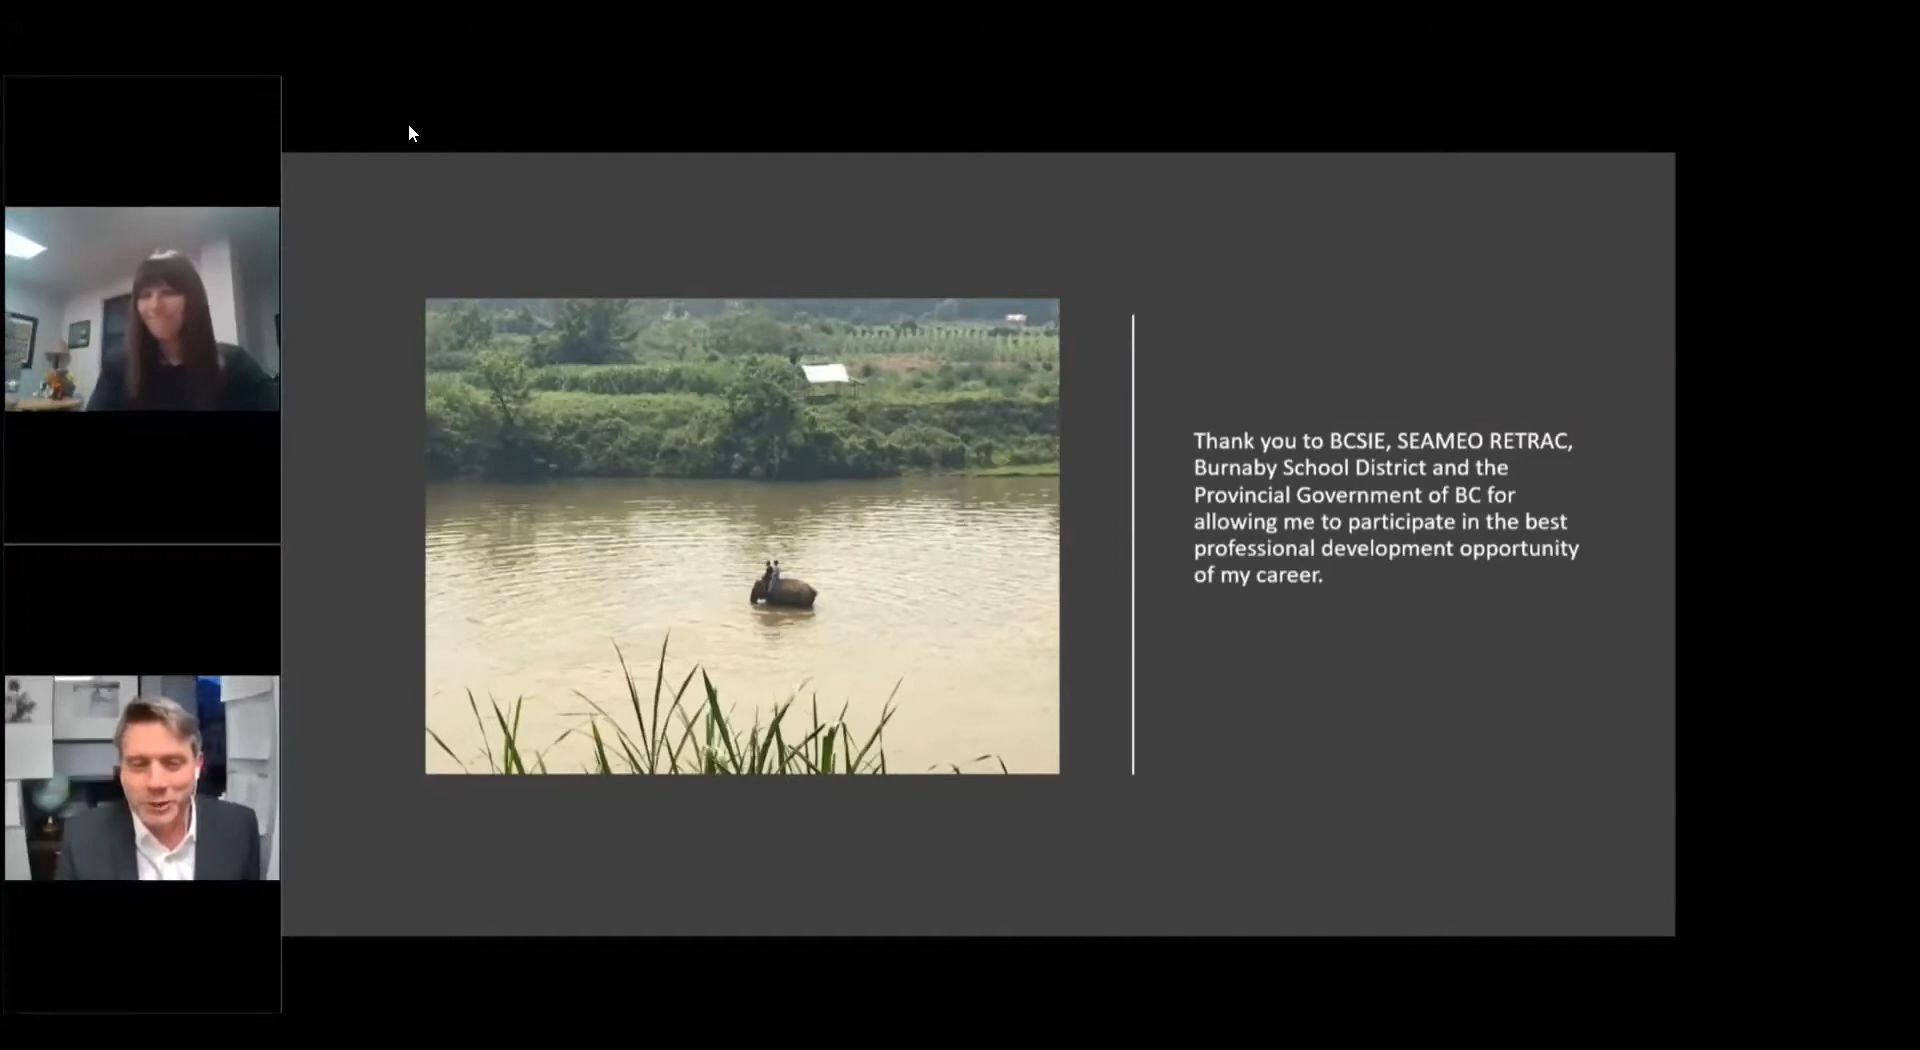 Thank you to BCSIE, SEAMEO RETRAC,
Burnaby School District and the
Provincial Government of BC for
allowing me to participate in the best
professional development opportunity
of my career.